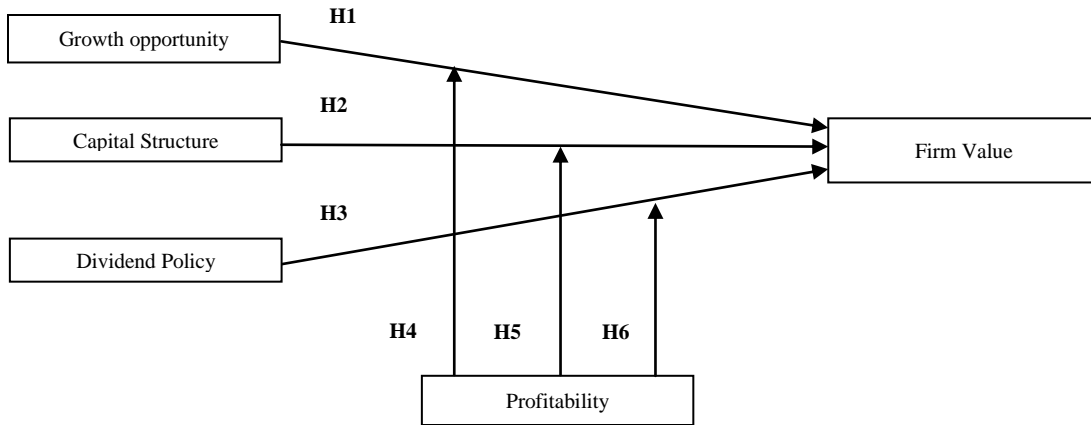 H1
Growth opportunity
H2
Capital Structure
Firm Value
H3
Dividend Policy
H4
H5
H6
Profitability